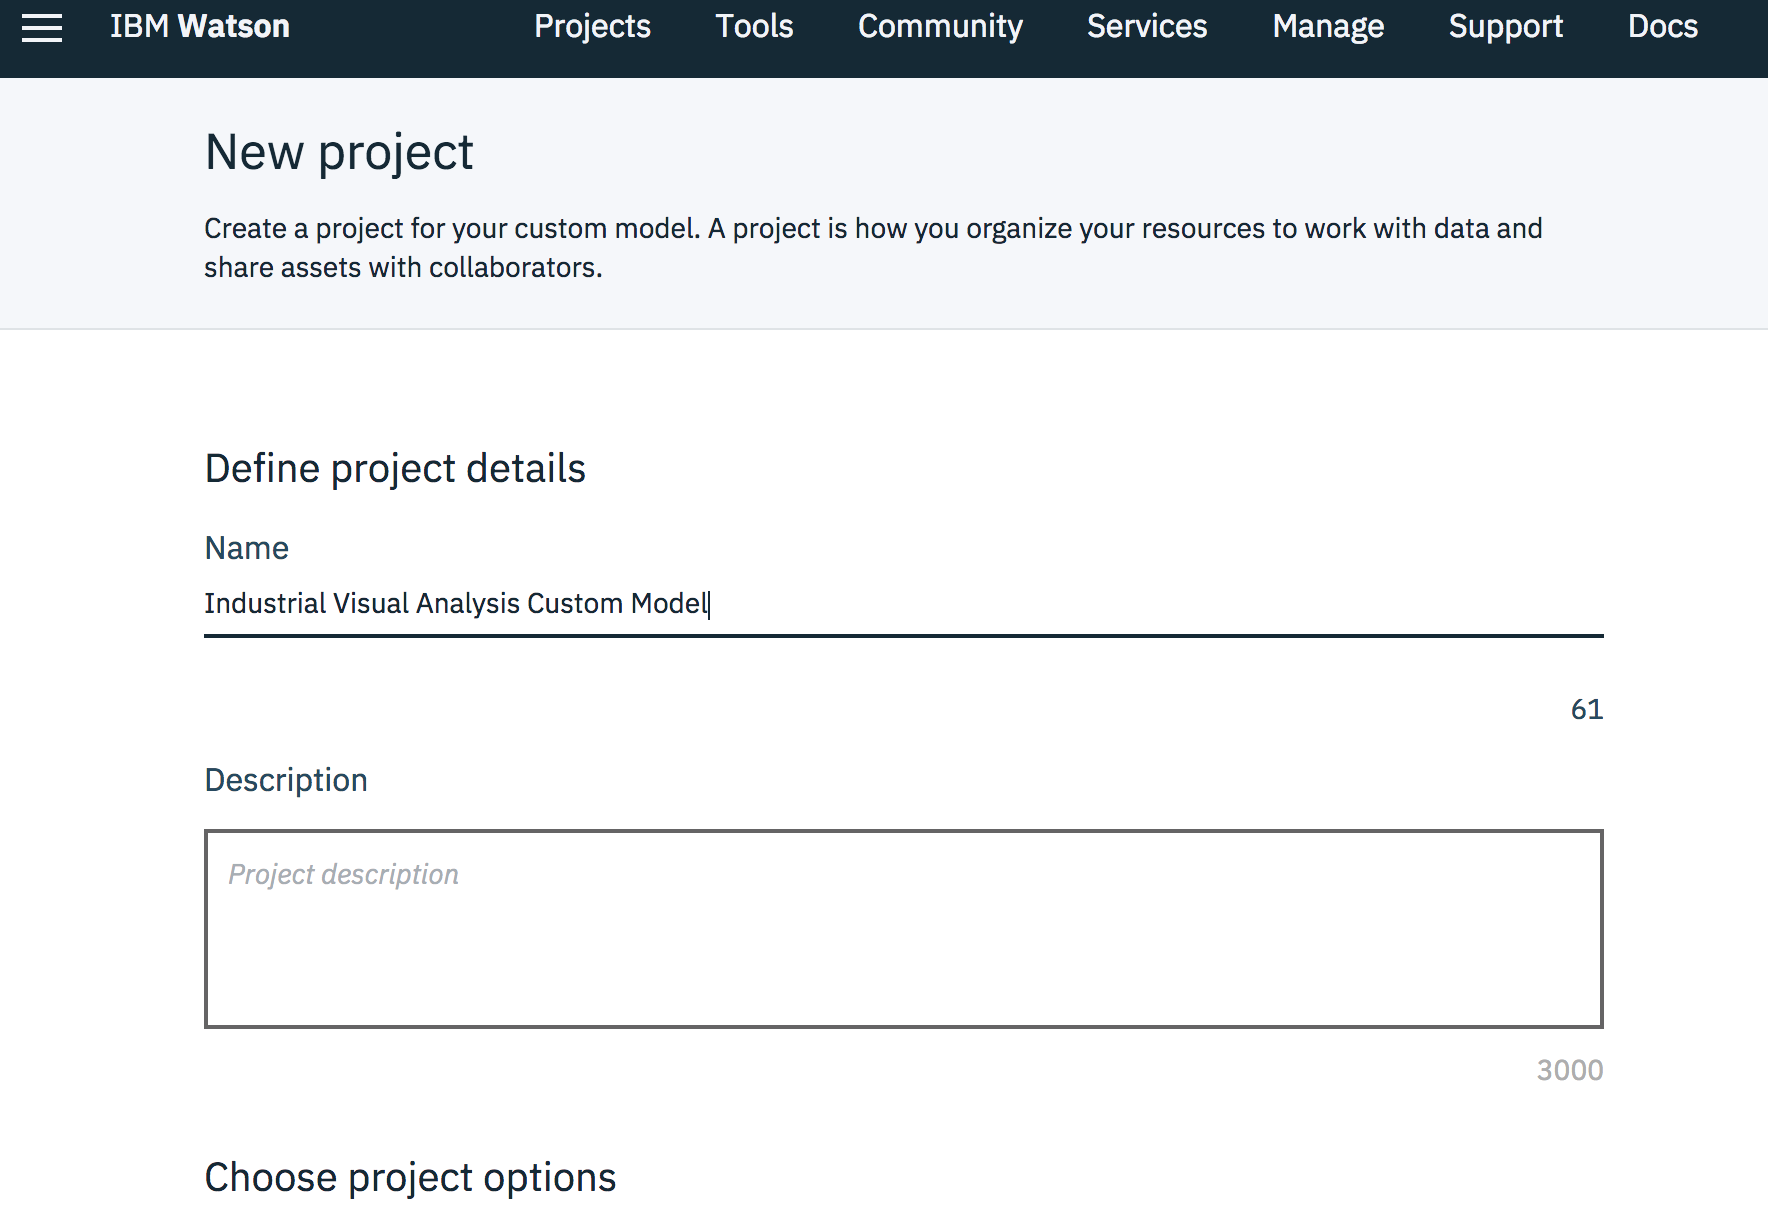 IBM Watson Projects Tools Community Services Manage Support Docs
New project
Create a project for your custom model. A project is how you organize your resources to work with data and
share assets with collaborators.
Define project details
Name
Industrial Visual Analysis Custom Model
61
Description
Project description
3000
Choose project options